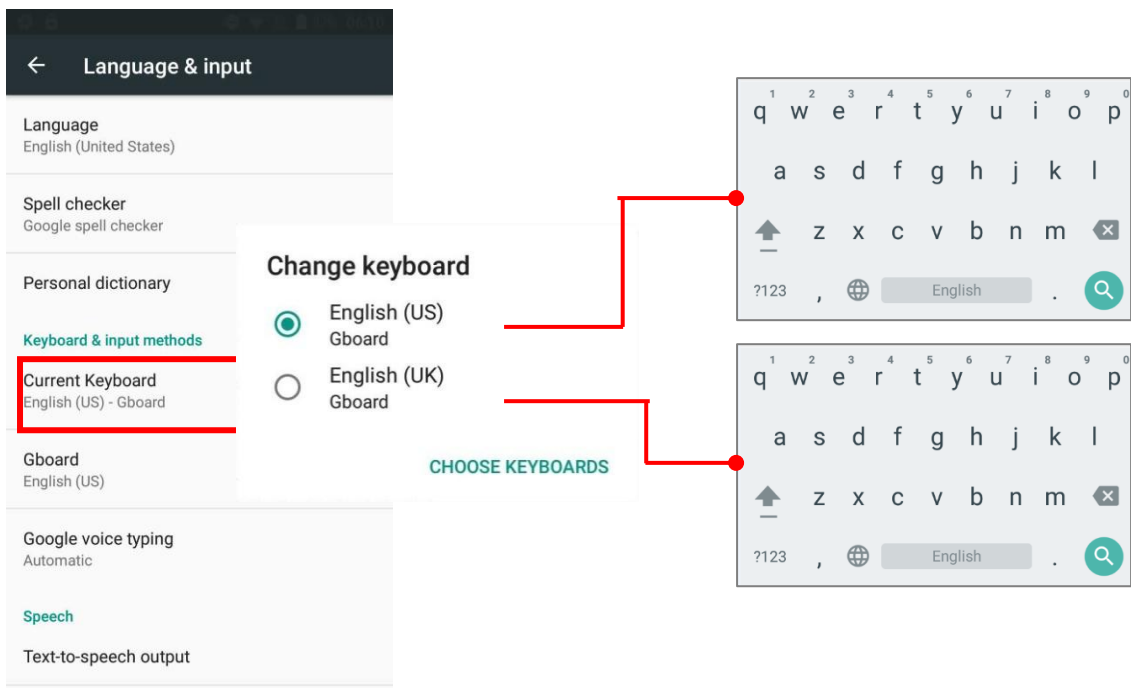 Language & input
Language
English (United States)
Spell checker
Google spell checker
Personal dictionary
Keyboard & input methods
Current Keyboard
English (US) - Gboard
Gboard
English (US)
Google voice typing
Automatic
Speech
Text-to-speech output
Change keyboard
English (US)
Gboard
English (UK)
Gboard
CHOOSE KEYBOARDS
1 2 3 4 5 6 7 8 9 0
q w e r t y u i o p
a s d f g h j k l
z x c v b n m
?123 , English .
1 2 3 4 5 6 7 8 9 0
q w e r t y u i o p
a s d f g h j k l
z x c v b n m
?123 , English .